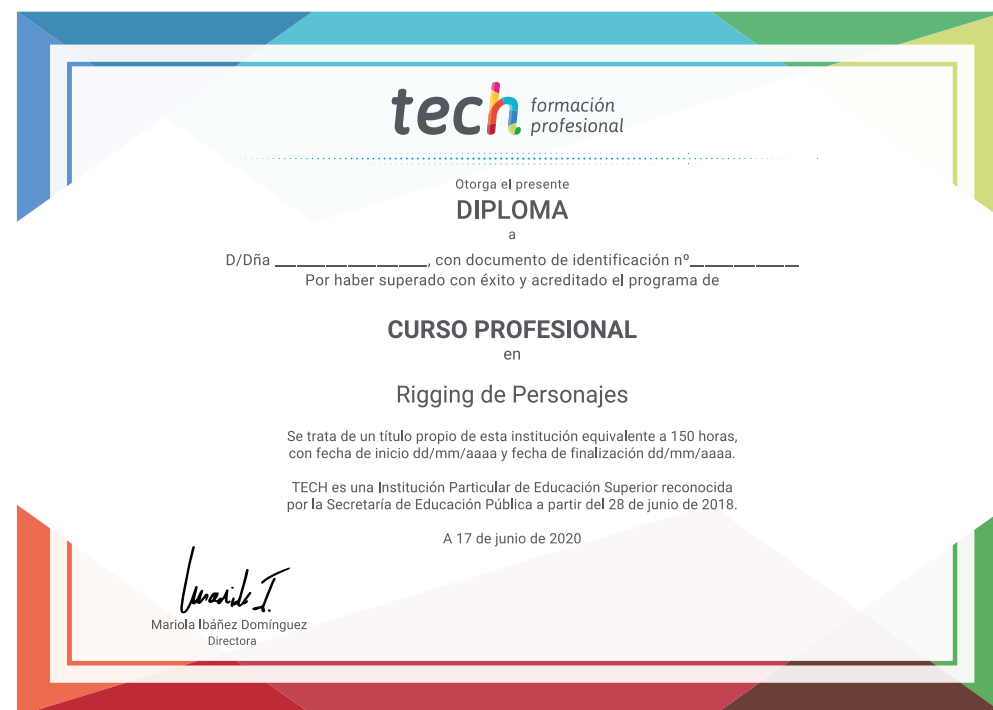 tech formación
profesional
Otorga el presente
DIPLOMA
a
D/Dña ____________________, con documento de identificación nº______________
Por haber superado con éxito y acreditado el programa de
CURSO PROFESIONAL
en
Rigging de Personajes
Se trata de un título propio de esta institución equivalente a 150 horas,
con fecha de inicio dd/mm/aaaa y fecha de finalización dd/mm/aaaa.
TECH es una Institución Particular de Educación Superior reconocida
por la Secretaría de Educación Pública a partir del 28 de junio de 2018.
A 17 de junio de 2020
Mariola Ibáñez Domínguez
Directora